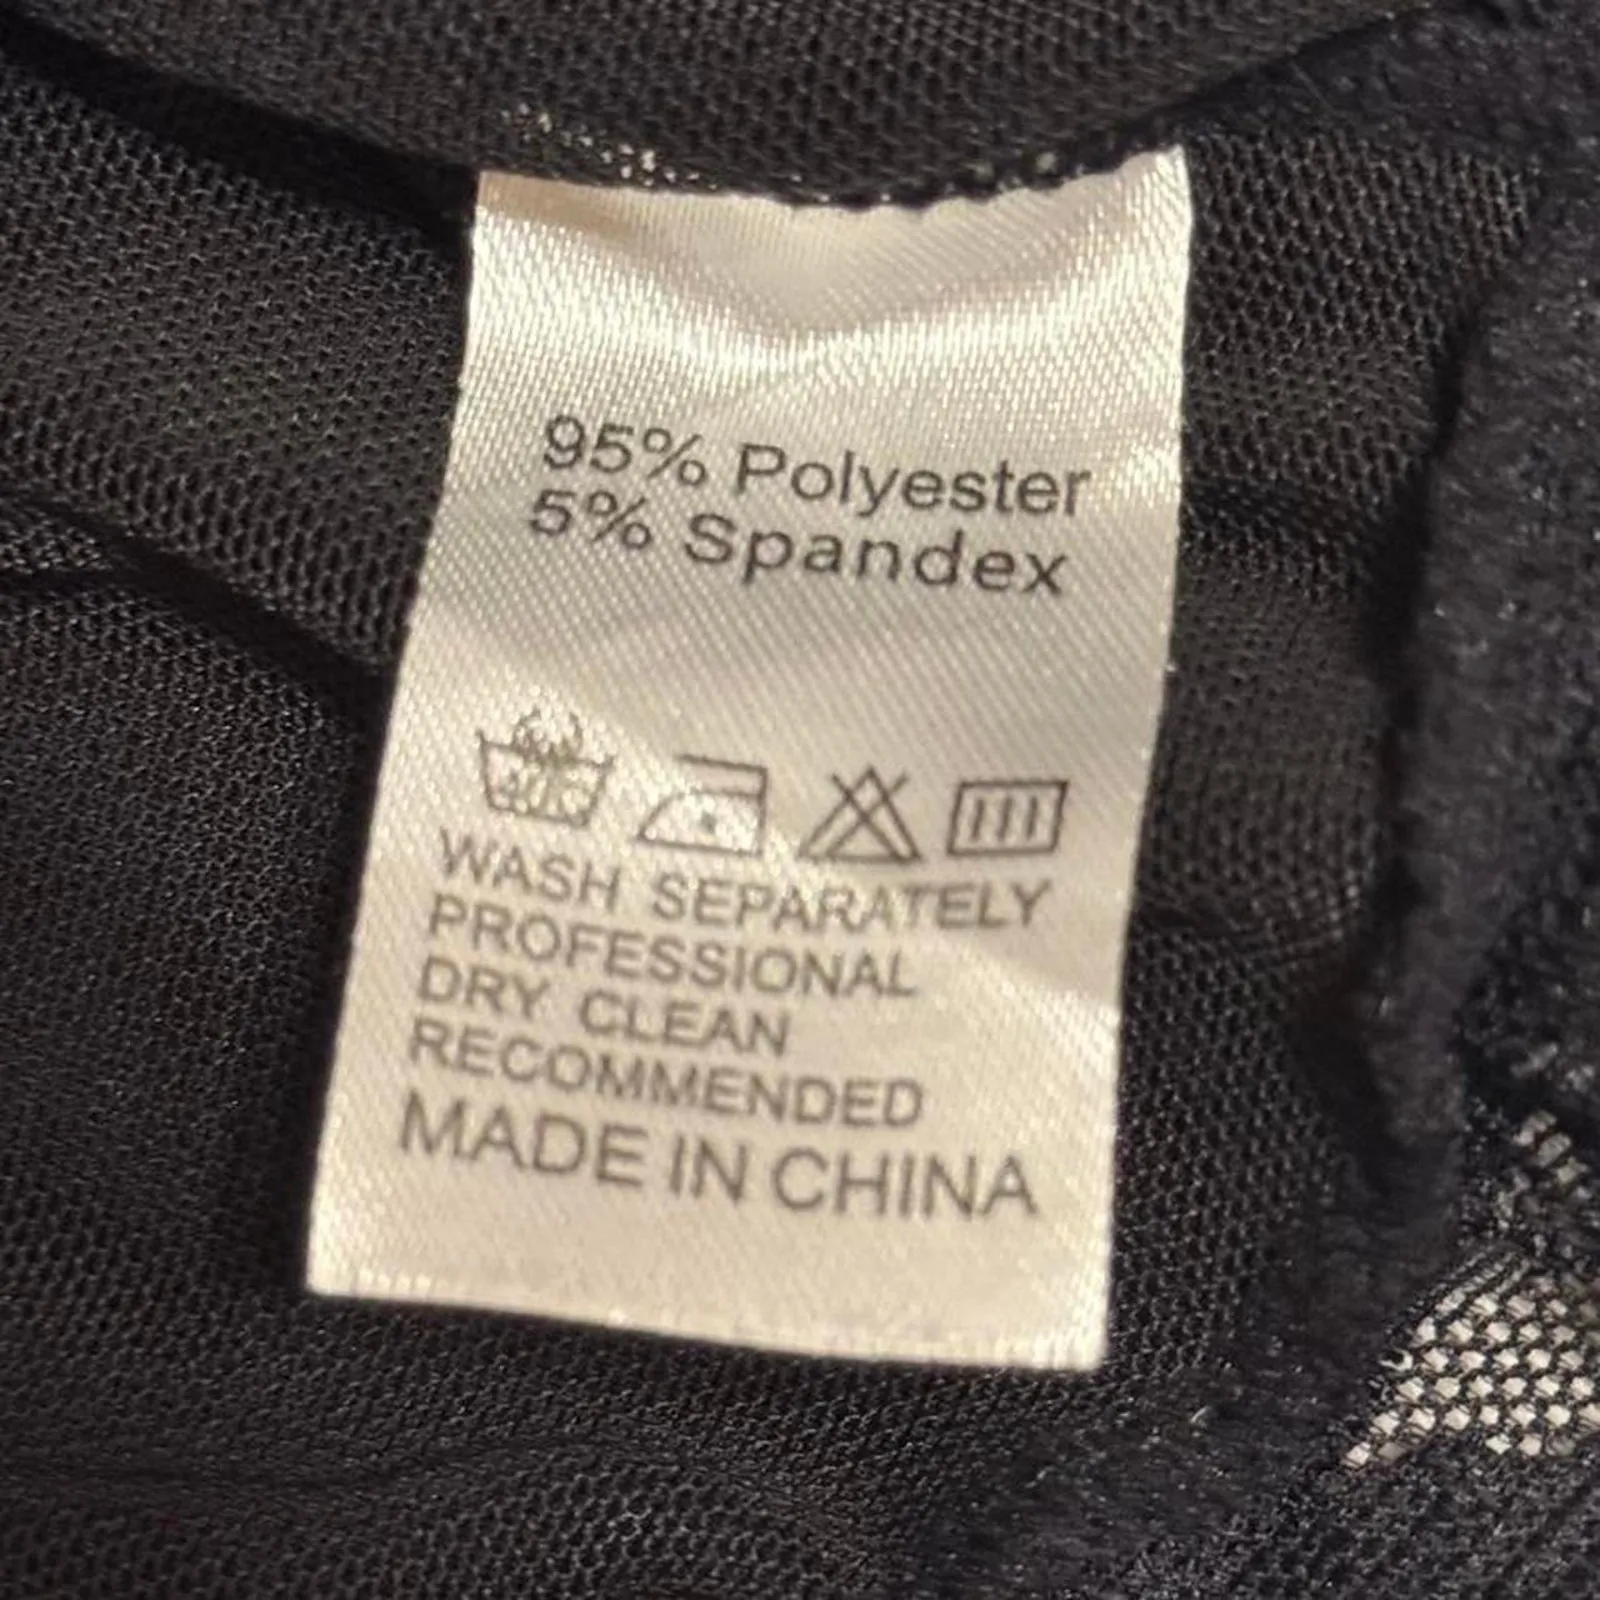 95% Polyester
5% Spandex
WASH SEPARATELY
PROFESSIONAL
DRY CLEAN
RECOMMENDED
MADE IN CHINA